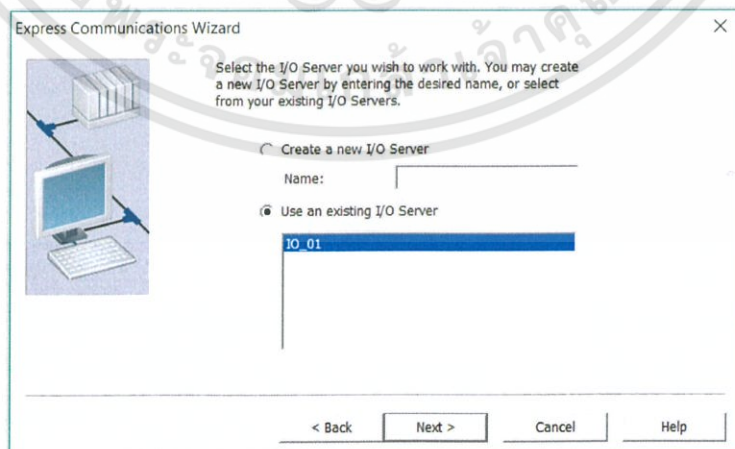 Express Communications Wizard
Select the I/O Server you wish to work with. You may create
a new I/O Server by entering the desired name, or select
from your existing I/O Servers.
Create a new I/O Server
Name:
Use an existing I/O Server
IO_01
< Back
Next >
Cancel
Help